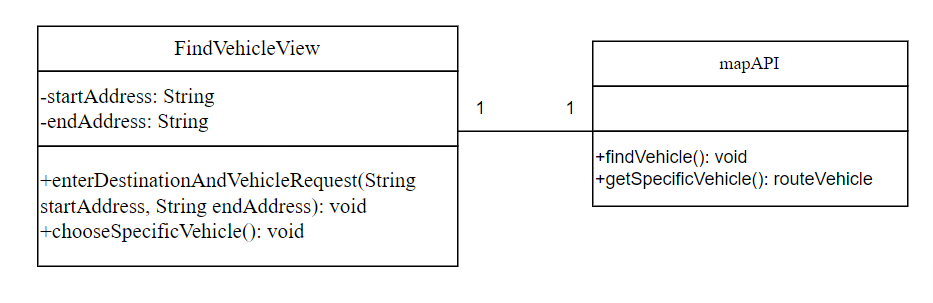 FindVehicleView
-startAddress: String
-endAddress: String
+enterDestinationAndVehicleRequest(String
startAddress, String endAddress): void
+chooseSpecificVehicle(): void
1
1
mapAPI
+findVehicle(): void
+getSpecificVehicle(): routeVehicle